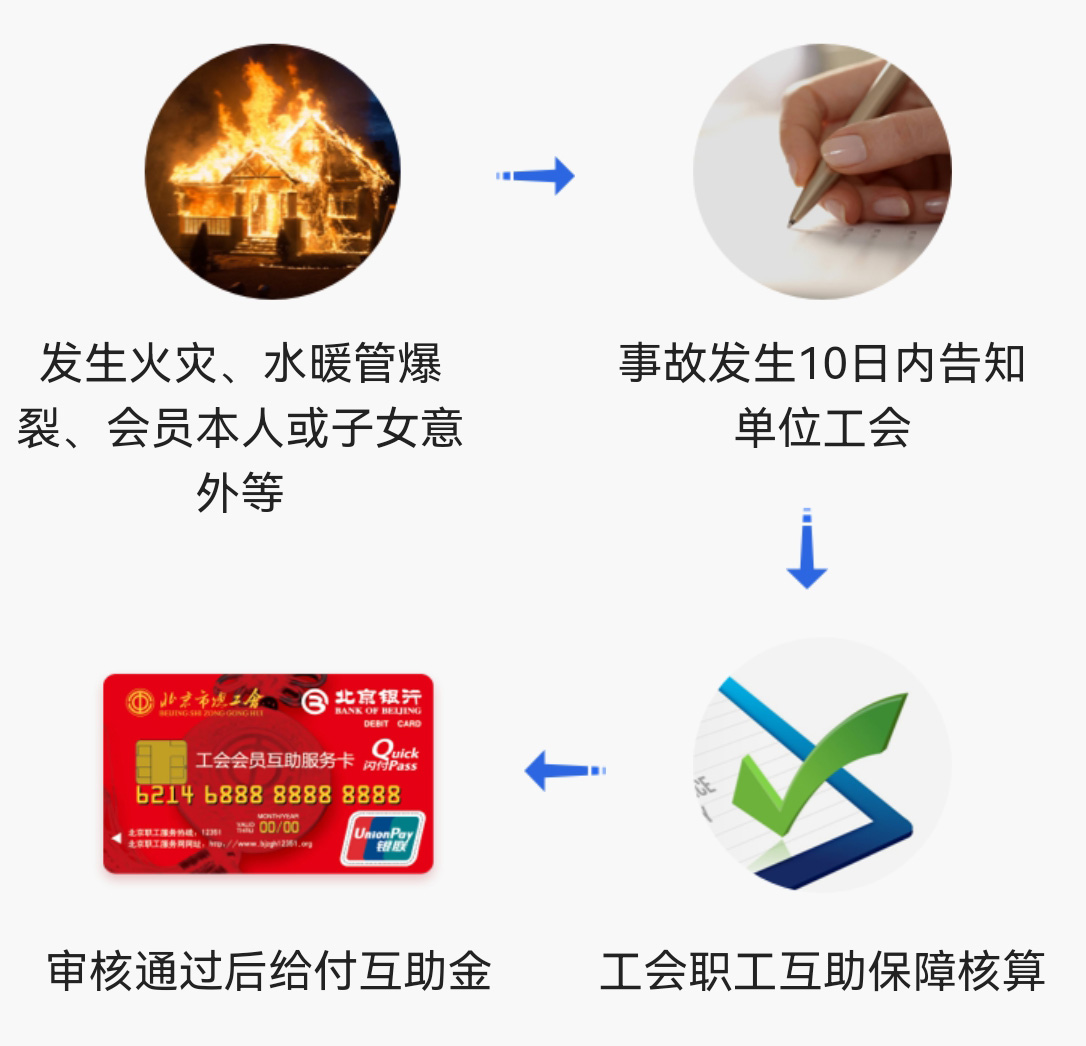 发生火灾、水暖管爆
裂、会员本人或子女意
外等
事故发生10日内告知
单位工会
北京市总工会
BEIJING SHI ZONG GONG HUI
北京银行
BANK OF BEIJING
DEBIT CARD
工会会员互助服务卡
Quick
闪付Pass
6214 6888 8888 8888
MONTH/YEAR
VALID
THRU
00/00
北京职工服务热线：12351
北京职工服务网网址：http://www.bjzgh12351.org
UnionPay
银联
审核通过后给付互助金
工会职工互助保障核算